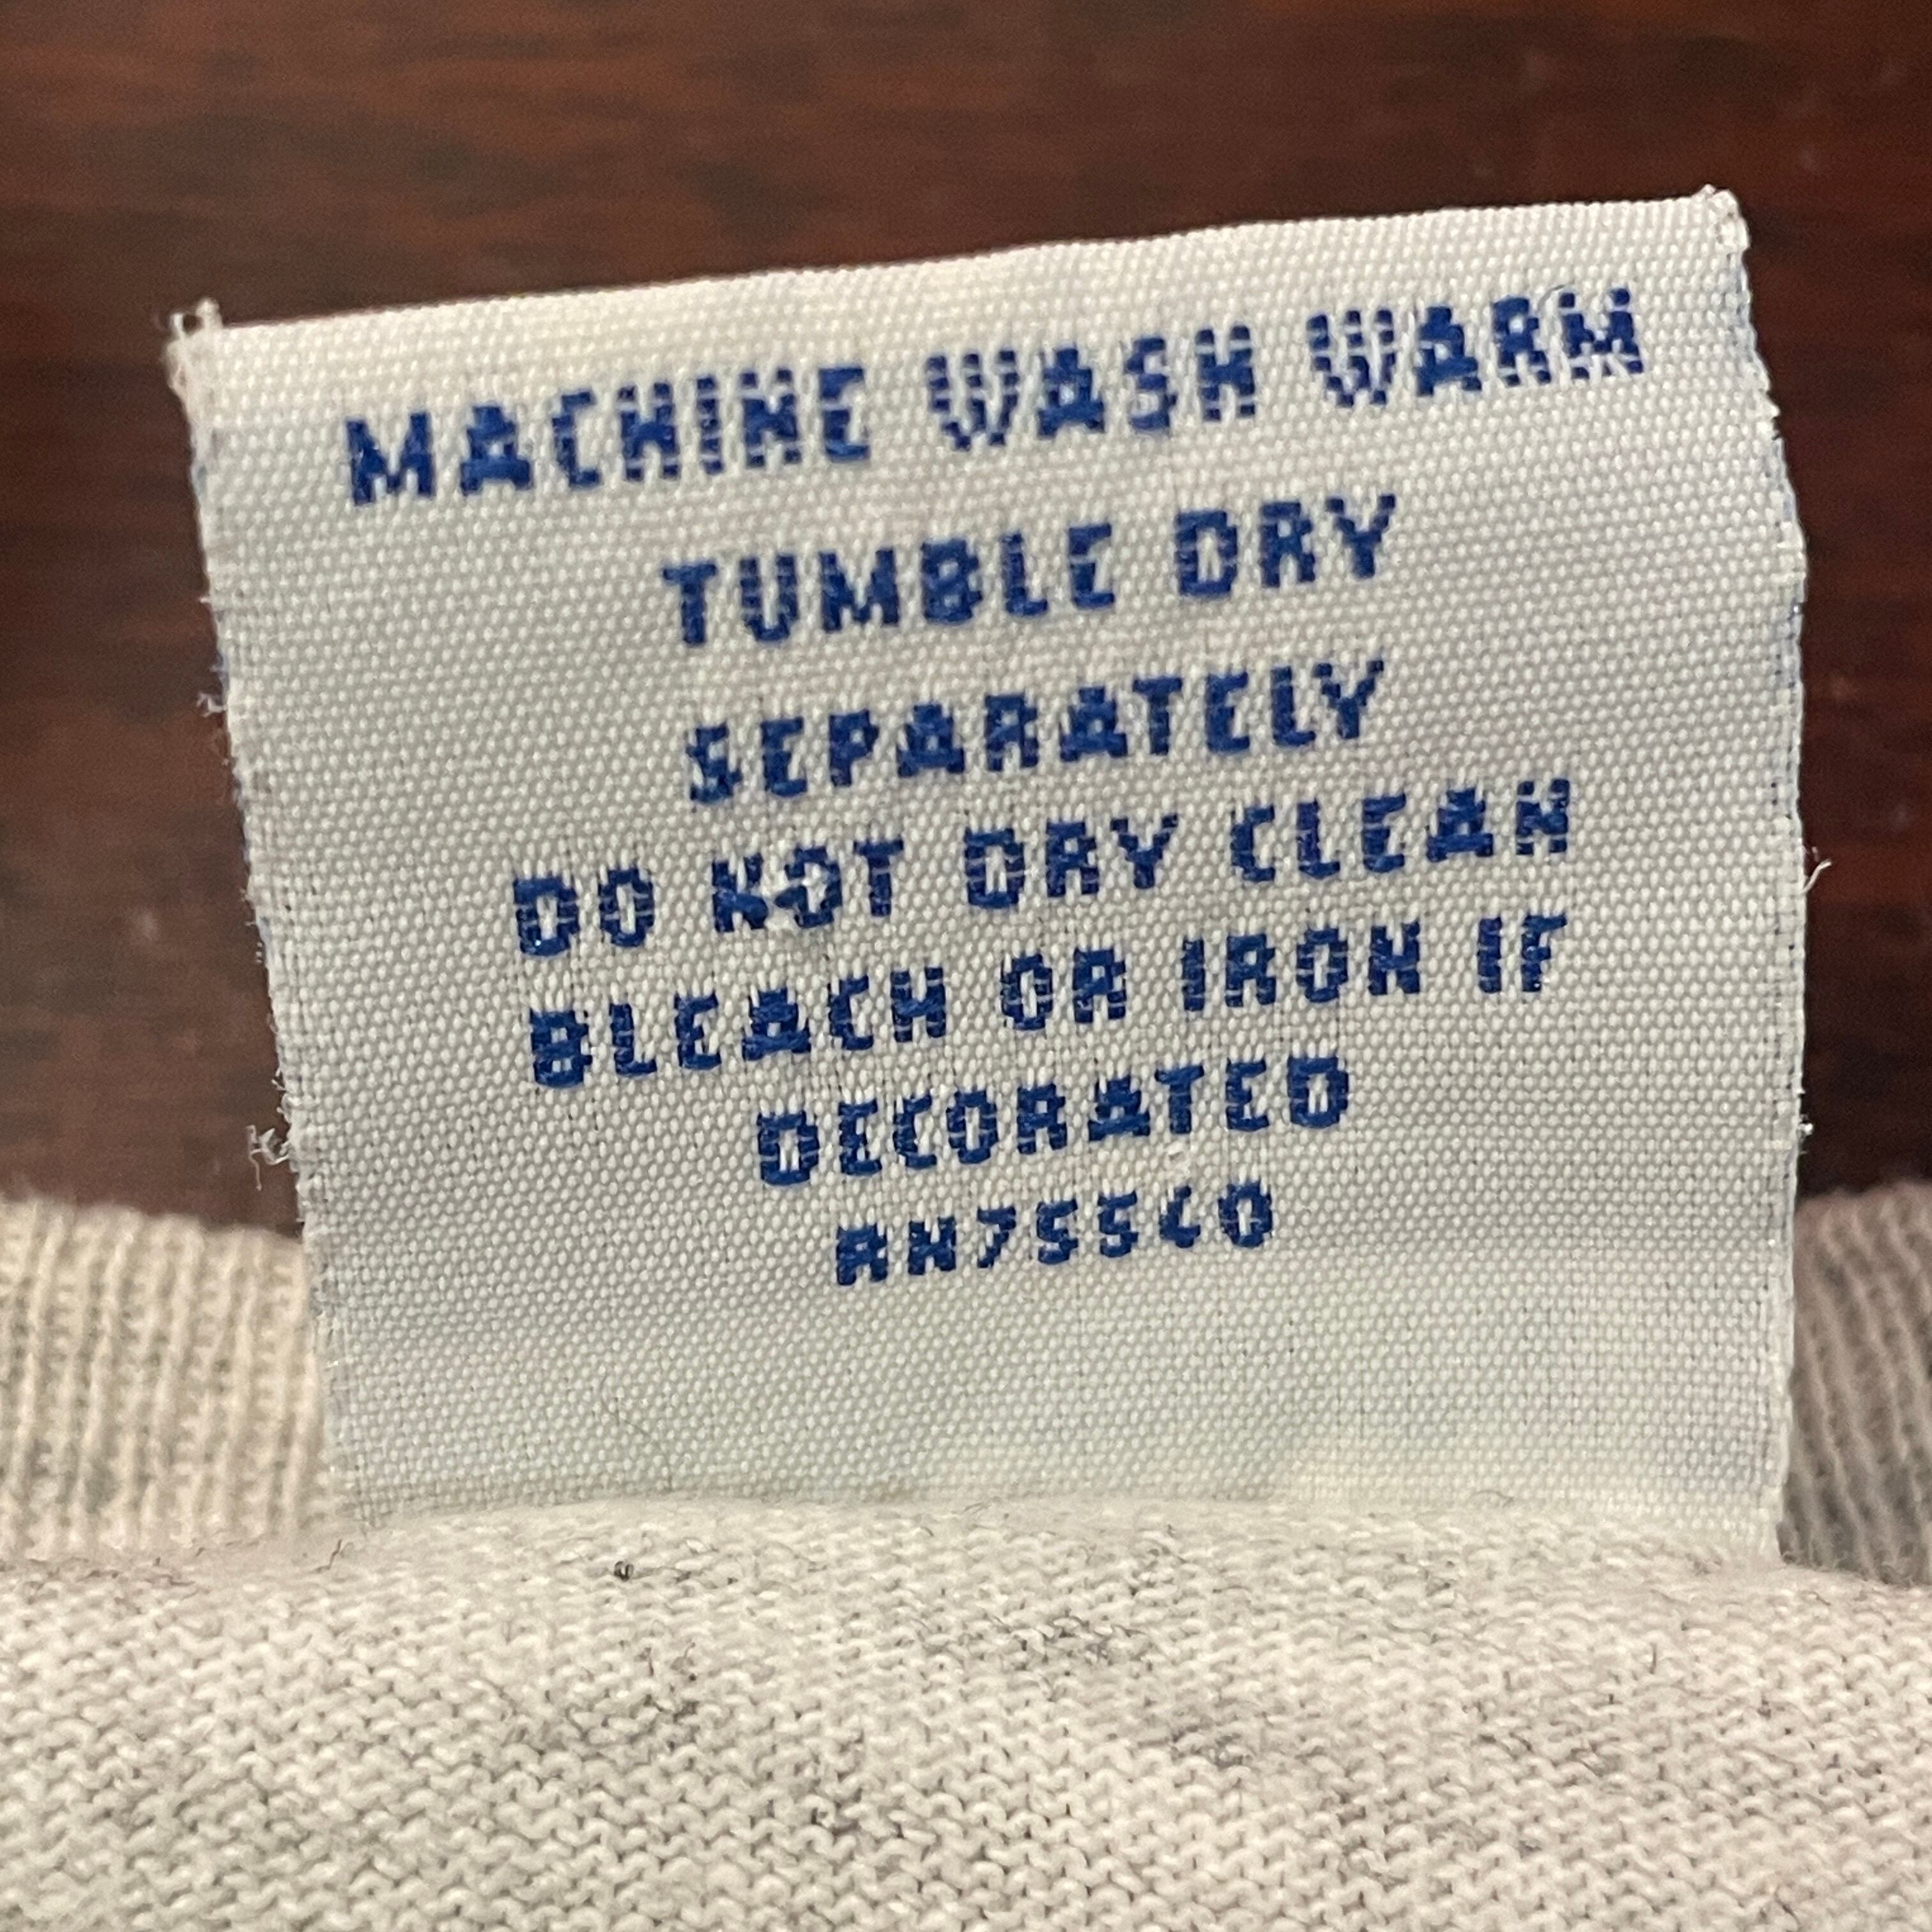 MACHINE WASH WARM
TUMBLE DRY
SEPARATELY
DO NOT DRY CLEAN
BLEACH OR IRON IF
DECORATED
RN75540